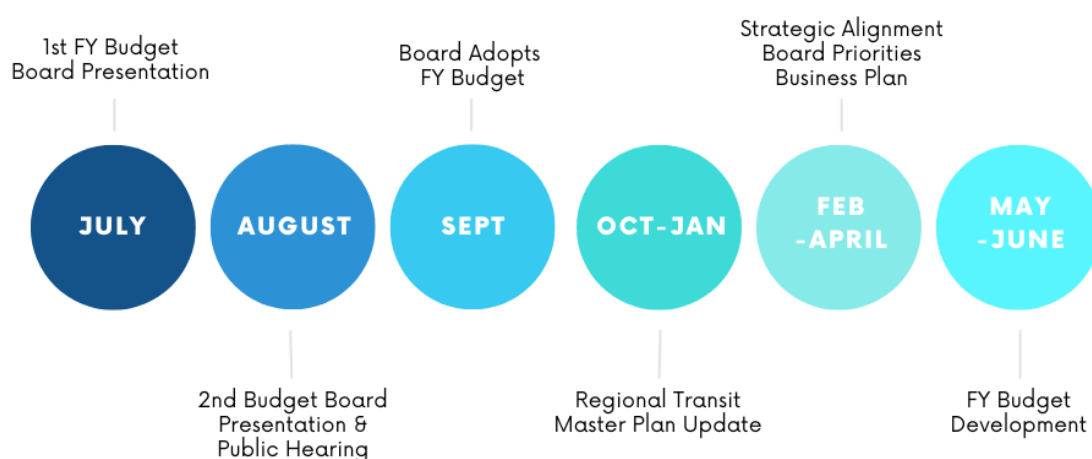 1st FY Budget
Board Presentation
JULY
AUGUST
2nd Budget Board
Presentation &
Public Hearing
Board Adopts
FY Budget
SEPT
OCT-JAN
Regional Transit
Master Plan Update
Strategic Alignment
Board Priorities
Business Plan
FEB
-APRIL
MAY
-JUNE
FY Budget
Development